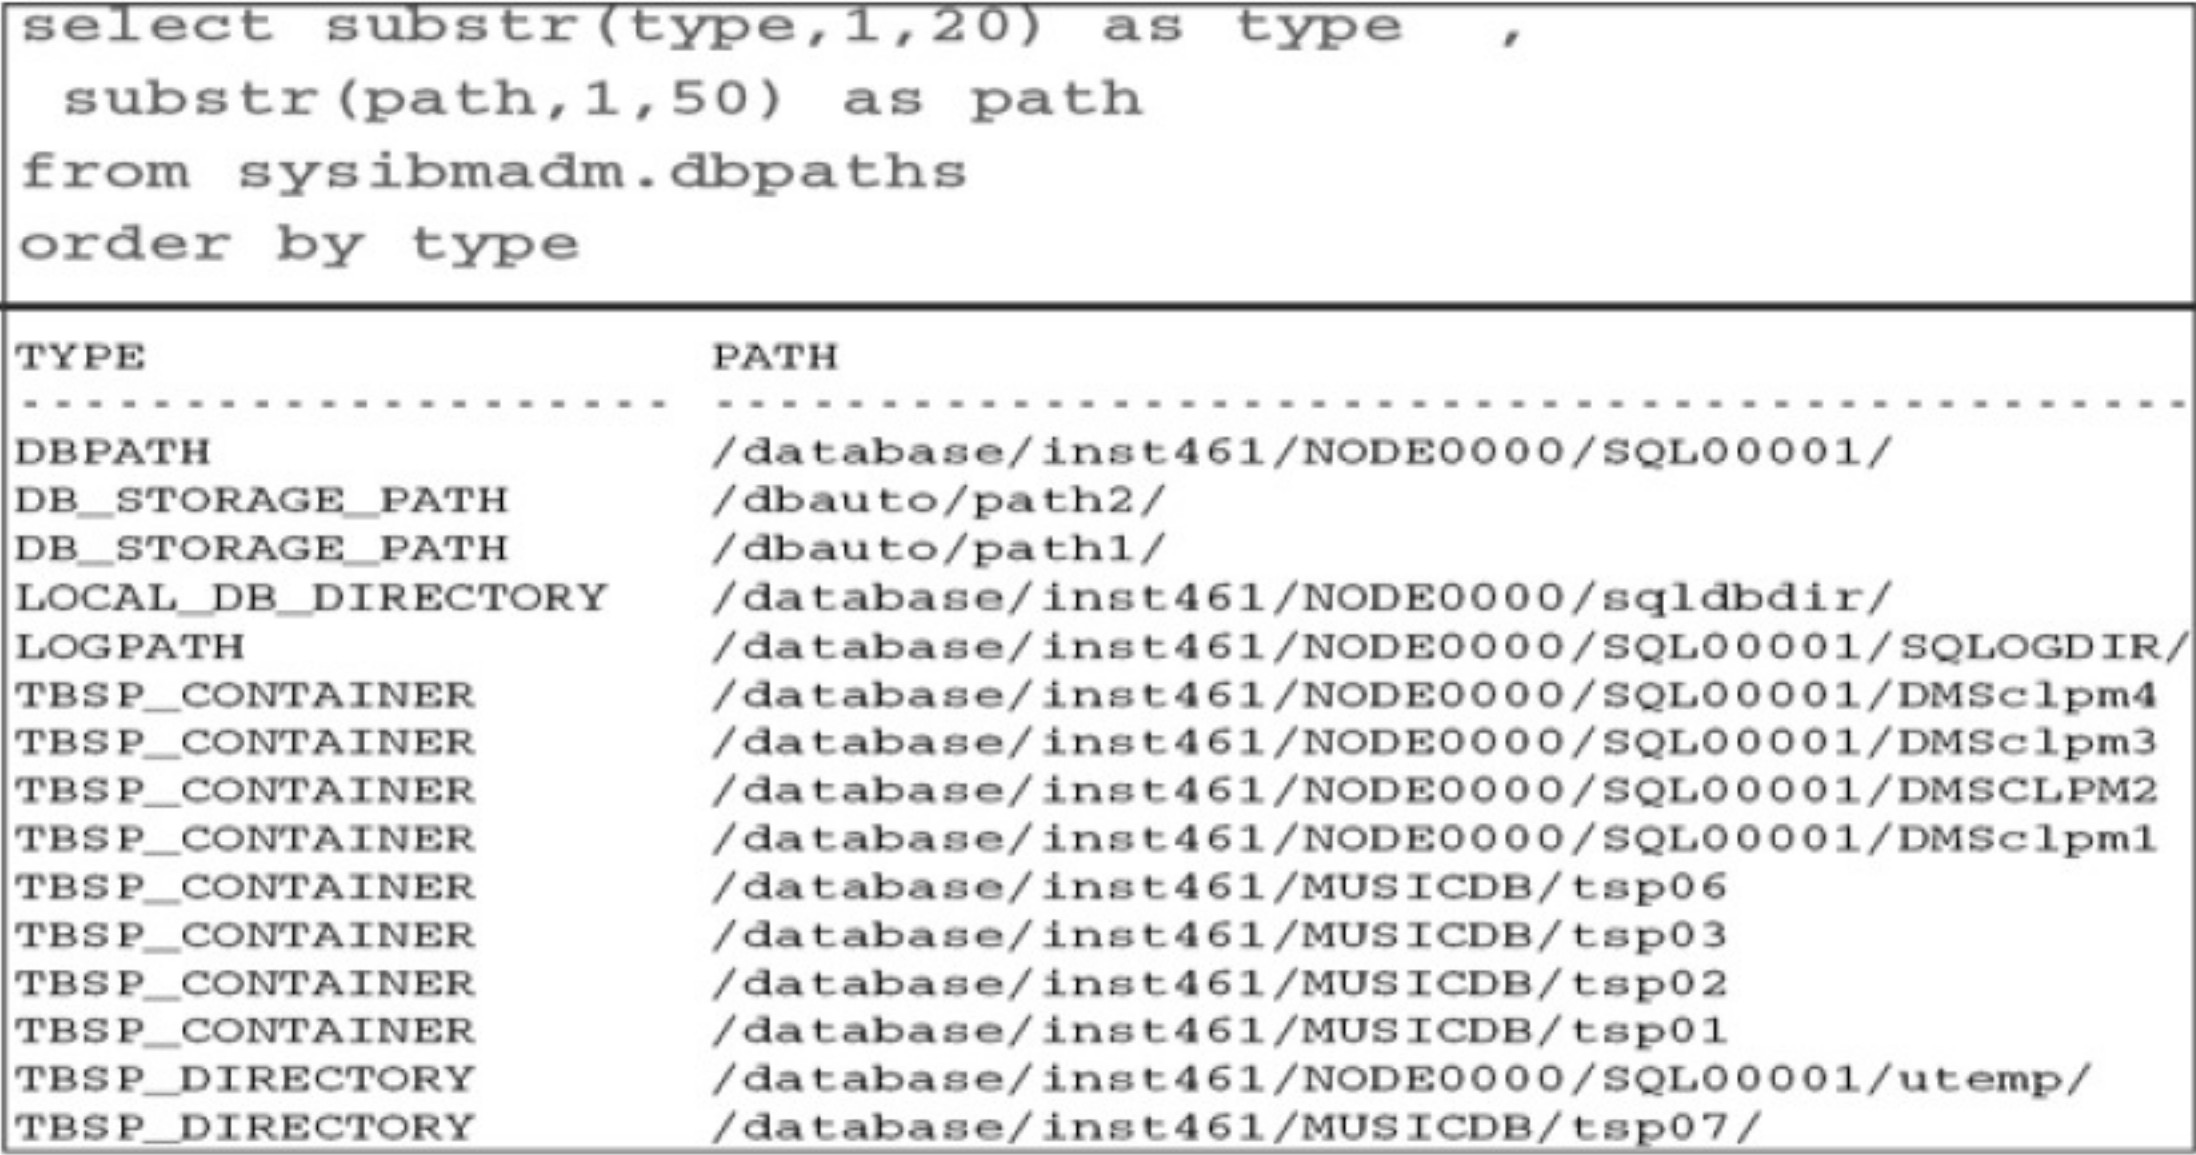 select substr(type,1,20) as type  ,
 substr(path,1,50) as path
from sysibmadm.dbpaths
order by type
TYPE                 PATH
-------------------- ----------------------------------------------
DBPATH               /database/inst461/NODE0000/SQL00001/
DB_STORAGE_PATH      /dbauto/path2/
DB_STORAGE_PATH      /dbauto/path1/
LOCAL_DB_DIRECTORY   /database/inst461/NODE0000/sqldbdir/
LOGPATH              /database/inst461/NODE0000/SQL00001/SQLOGDIR/
TBSP_CONTAINER       /database/inst461/NODE0000/SQL00001/DMSclpm4
TBSP_CONTAINER       /database/inst461/NODE0000/SQL00001/DMSclpm3
TBSP_CONTAINER       /database/inst461/NODE0000/SQL00001/DMSCLPM2
TBSP_CONTAINER       /database/inst461/NODE0000/SQL00001/DMSclpm1
TBSP_CONTAINER       /database/inst461/MUSICDB/tsp06
TBSP_CONTAINER       /database/inst461/MUSICDB/tsp03
TBSP_CONTAINER       /database/inst461/MUSICDB/tsp02
TBSP_CONTAINER       /database/inst461/MUSICDB/tsp01
TBSP_DIRECTORY       /database/inst461/NODE0000/SQL00001/utemp/
TBSP_DIRECTORY       /database/inst461/MUSICDB/tsp07/